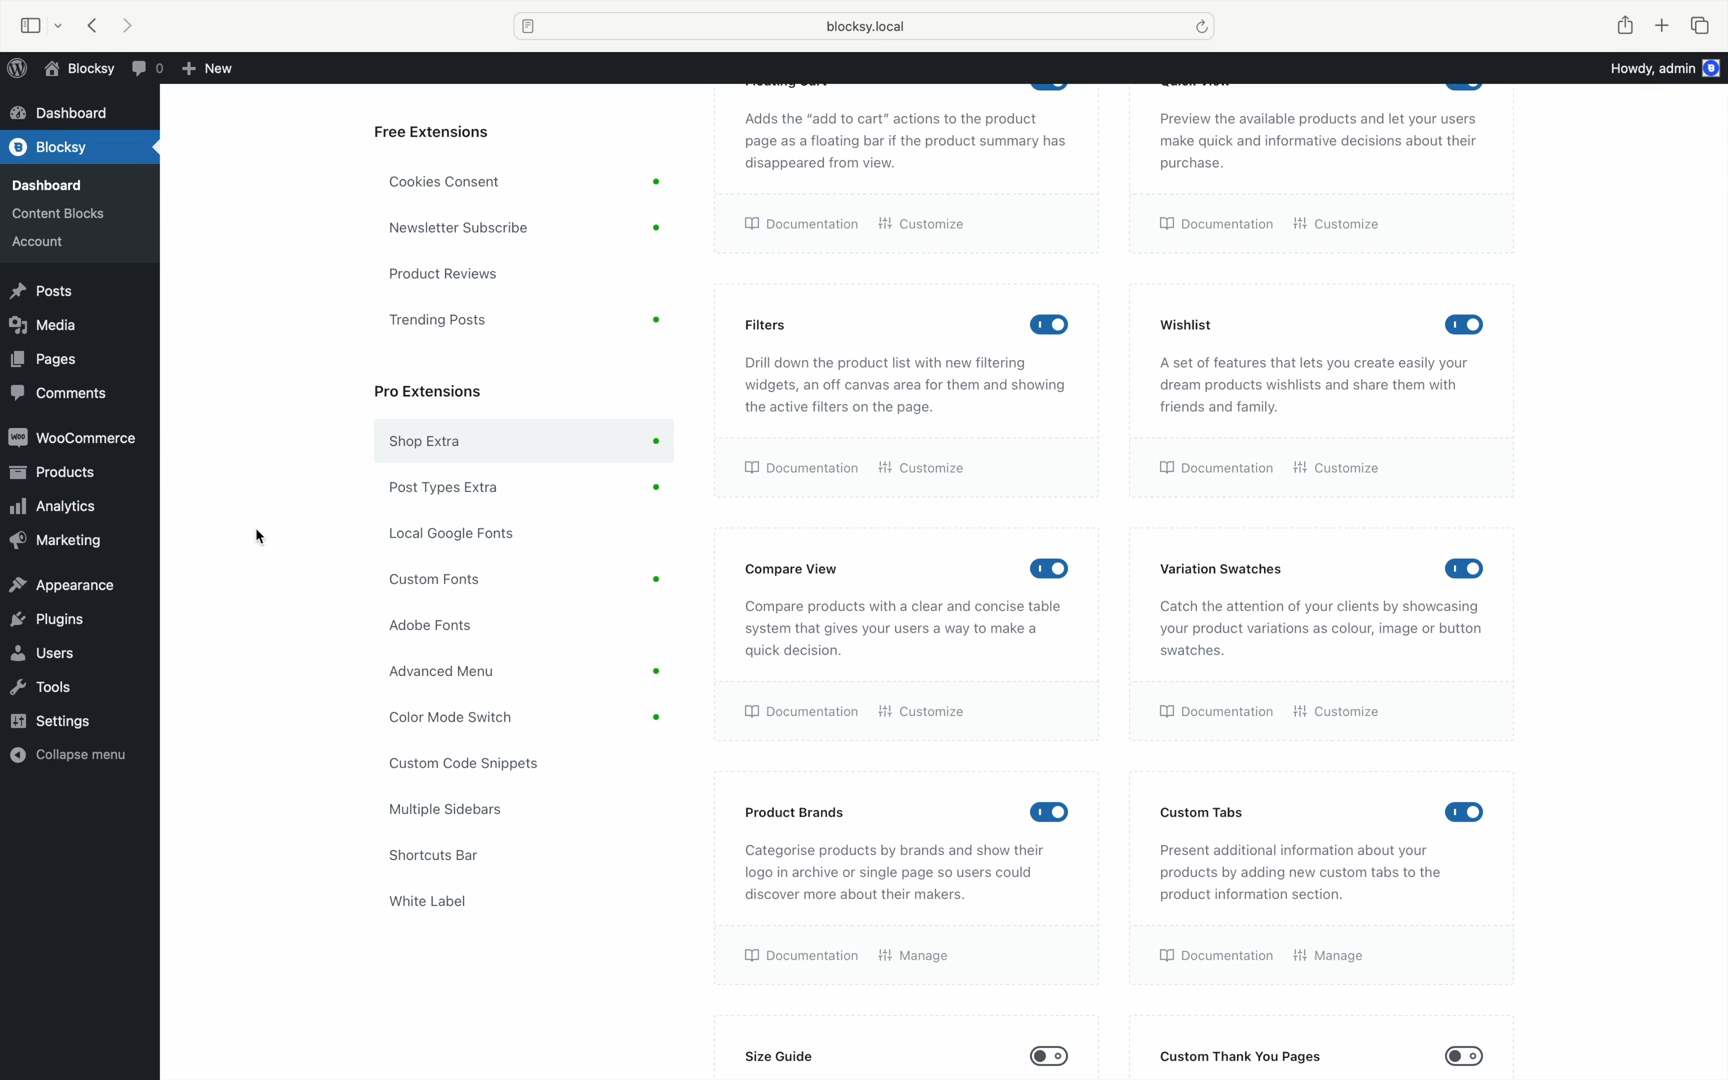 blocksy.local
Blocksy
0
New
Howdy, admin
Dashboard
Blocksy
Dashboard
Content Blocks
Account
Posts
Media
Pages
Comments
WooCommerce
Products
Analytics
Marketing
Appearance
Plugins
Users
Tools
Settings
Collapse menu
Free Extensions
Cookies Consent
Newsletter Subscribe
Product Reviews
Trending Posts
Pro Extensions
Shop Extra
Post Types Extra
Local Google Fonts
Custom Fonts
Adobe Fonts
Advanced Menu
Color Mode Switch
Custom Code Snippets
Multiple Sidebars
Shortcuts Bar
White Label
Floating Cart
Adds the “add to cart” actions to the product
page as a floating bar if the product summary has
disappeared from view.
Documentation
Customize
Quick View
Preview the available products and let your users
make quick and informative decisions about their
purchase.
Documentation
Customize
Filters
Drill down the product list with new filtering
widgets, an off canvas area for them and showing
the active filters on the page.
Documentation
Customize
Wishlist
A set of features that lets you create easily your
dream products wishlists and share them with
friends and family.
Documentation
Customize
Compare View
Compare products with a clear and concise table
system that gives your users a way to make a
quick decision.
Documentation
Customize
Variation Swatches
Catch the attention of your clients by showcasing
your product variations as colour, image or button
swatches.
Documentation
Customize
Product Brands
Categorise products by brands and show their
logo in archive or single page so users could
discover more about their makers.
Documentation
Manage
Custom Tabs
Present additional information about your
products by adding new custom tabs to the
product information section.
Documentation
Manage
Size Guide
Custom Thank You Pages